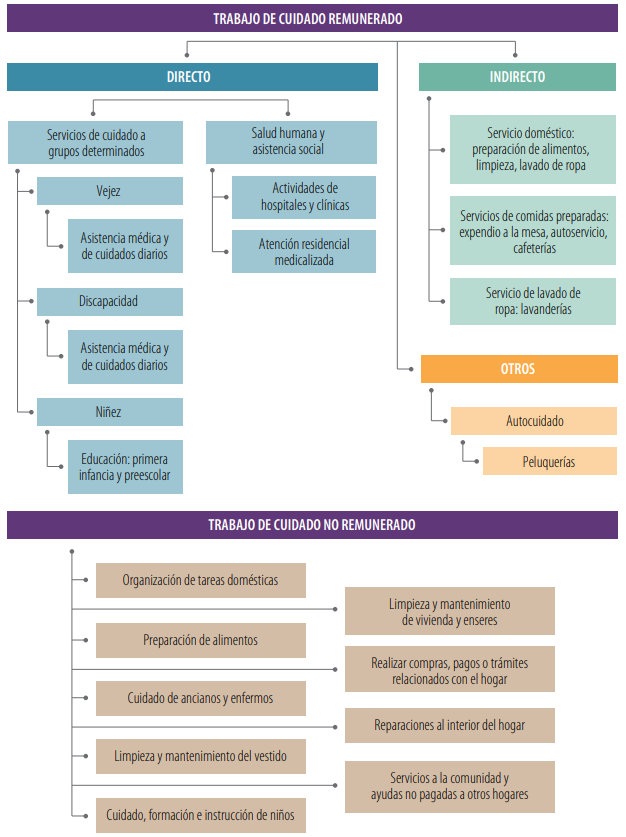 TRABAJO DE CUIDADO REMUNERADO
DIRECTO
Servicios de cuidado a
grupos determinados
Vejez
Asistencia médica y
de cuidados diarios
Discapacidad
Asistencia médica y
de cuidados diarios
Niñez
Educación: primera
infancia y preescolar
Salud humana y
asistencia social
Actividades de
hospitales y clínicas
Atención residencial
medicalizada
INDIRECTO
Servicio doméstico:
preparación de alimentos,
limpieza, lavado de ropa
Servicios de comidas preparadas:
expendio a la mesa, autoservicio,
cafeterías
Servicio de lavado de
ropa: lavanderías
OTROS
Autocuidado
Peluquerías
TRABAJO DE CUIDADO NO REMUNERADO
Organización de tareas domésticas
Limpieza y mantenimiento
de vivienda y enseres
Preparación de alimentos
Realizar compras, pagos o trámites
relacionados con el hogar
Cuidado de ancianos y enfermos
Reparaciones al interior del hogar
Limpieza y mantenimiento del vestido
Servicios a la comunidad y
ayudas no pagadas a otros hogares
Cuidado, formación e instrucción de niños